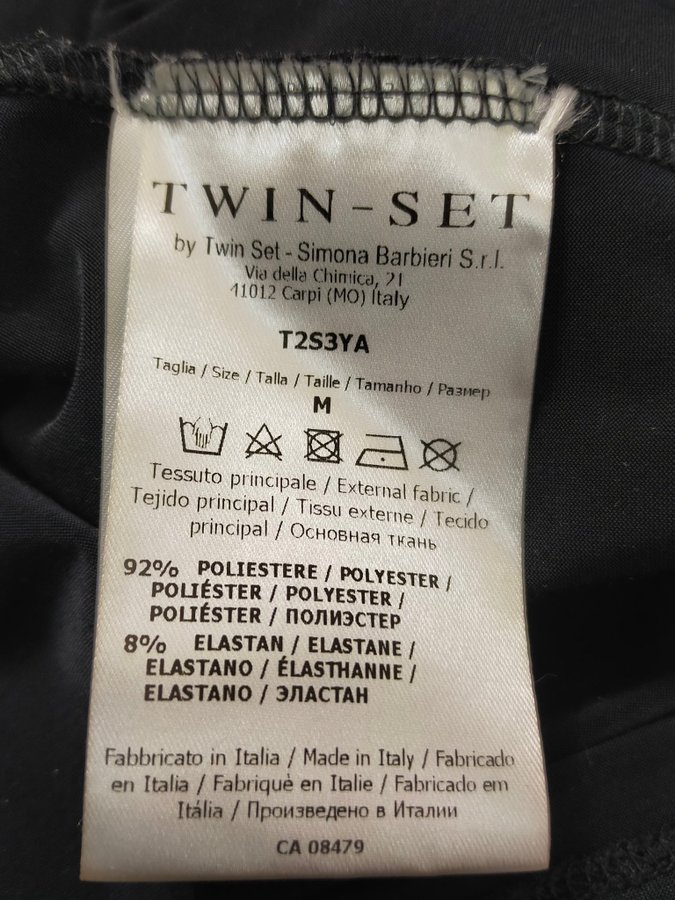 TWIN-SET
by Twin Set - Simona Barbieri S.r.l.
Via della Chimica, 21
41012 Carpi (MO) Italy
T2S3YA
Taglia / Size / Talla / Taille / Tamanho / Размер
M
Tessuto principale / External fabric /
Tejido principal / Tissu externe / Tecido
principal / Основная ткань
92% POLIESTERE / POLYESTER /
POLIÉSTER / POLYESTER /
POLIÉSTER / ПОЛИЭСТЕР
8% ELASTAN / ELASTANE /
ELASTANO / ÉLASTHANNE /
ELASTANO / ЭЛАСТАН
Fabbricato in Italia / Made in Italy / Fabricado
en Italia / Fabriquè en Italie / Fabricado em
Itália / Произведено в Италии
CA 08479